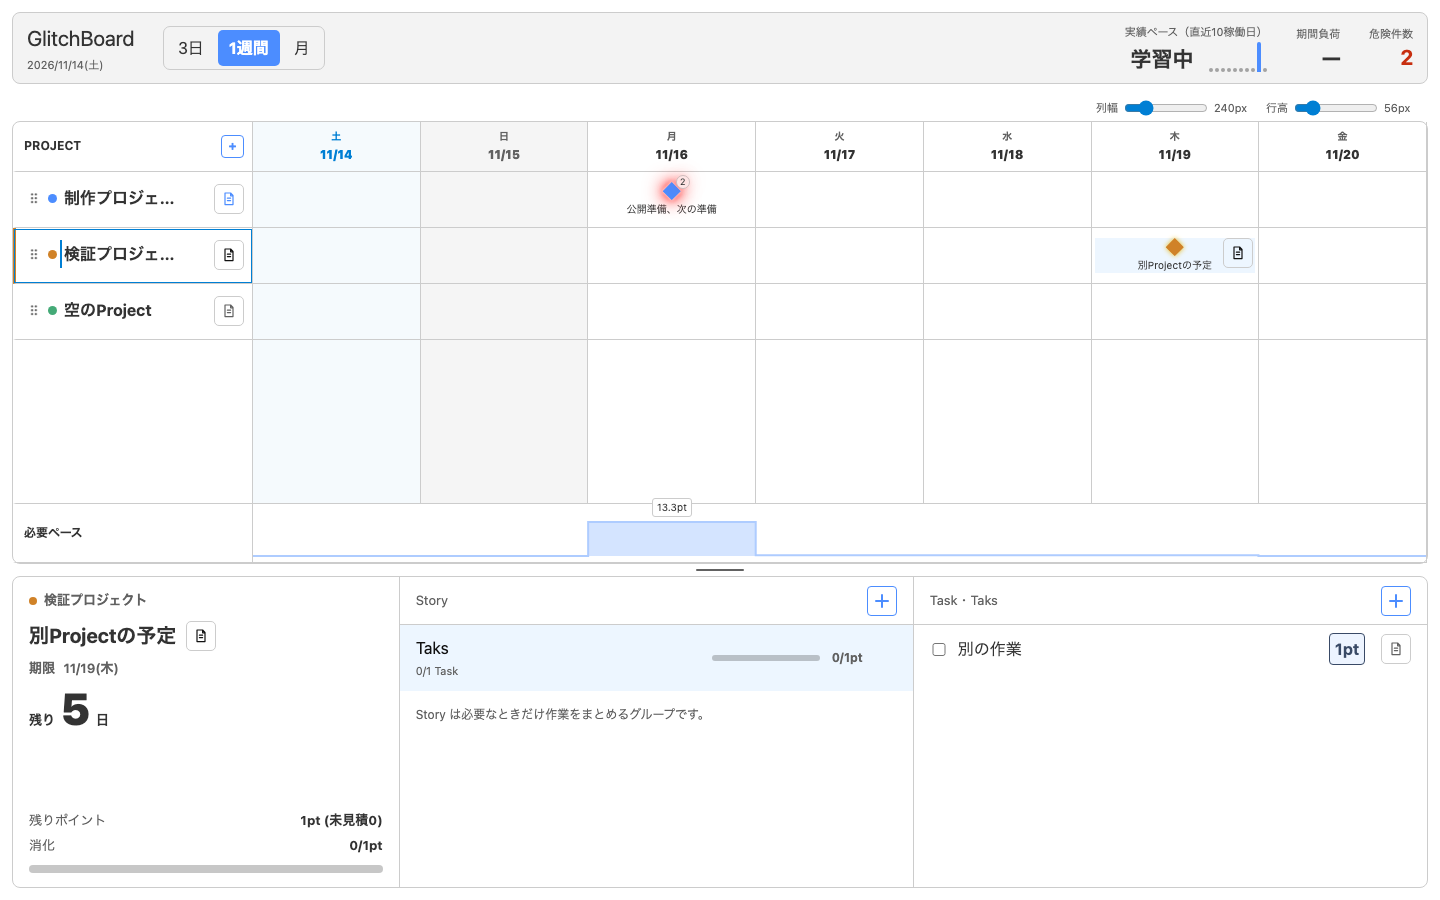 GlitchBoard
2026/11/14(土)
3日
1週間
月
実績ペース（直近10稼働日）
学習中
期間負荷
—
危険件数
2
列幅
240px
行高
56px
PROJECT
+
土
11/14
日
11/15
月
11/16
火
11/17
水
11/18
木
11/19
金
11/20
制作プロジェ...
2
公開準備、次の準備
検証プロジェ...
別Projectの予定
空のProject
必要ペース
13.3pt
検証プロジェクト
別Projectの予定
期限 11/19(木)
残り 5 日
残りポイント
1pt (未見積0)
消化
0/1pt
Story
+
Taks
0/1 Task
0/1pt
Story は必要なときだけ作業をまとめるグループです。
Task・Taks
+
別の作業
1pt